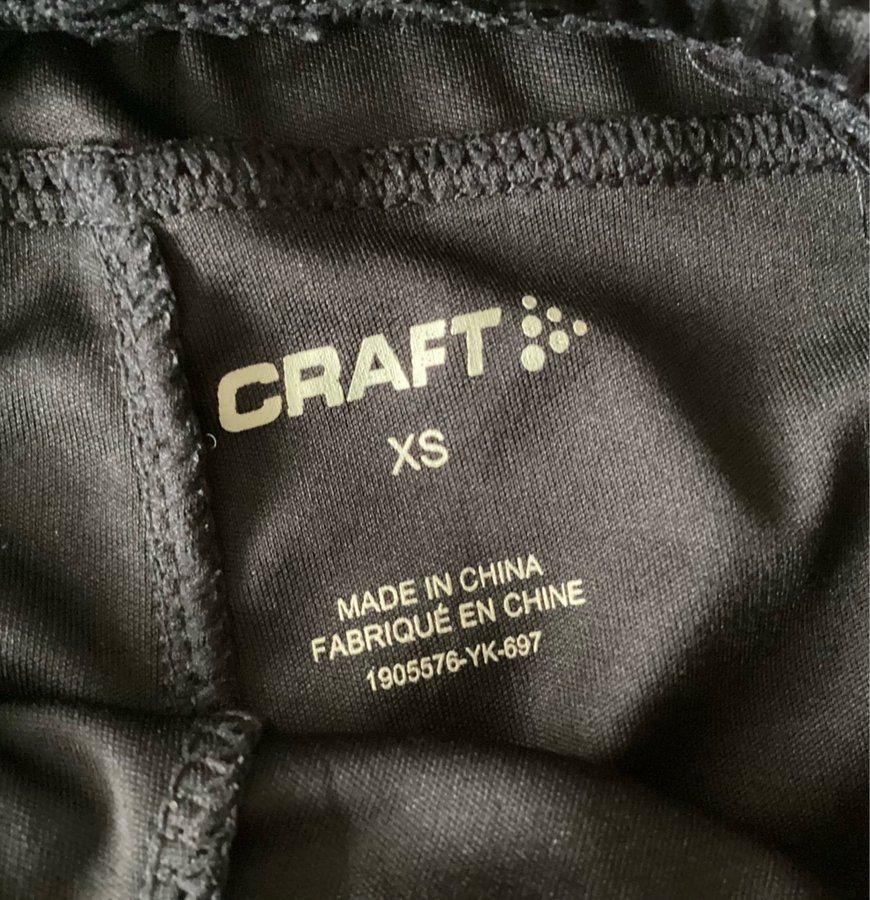 CRAFT
XS
MADE IN CHINA
FABRIQUÉ EN CHINE
1905576-YK-697